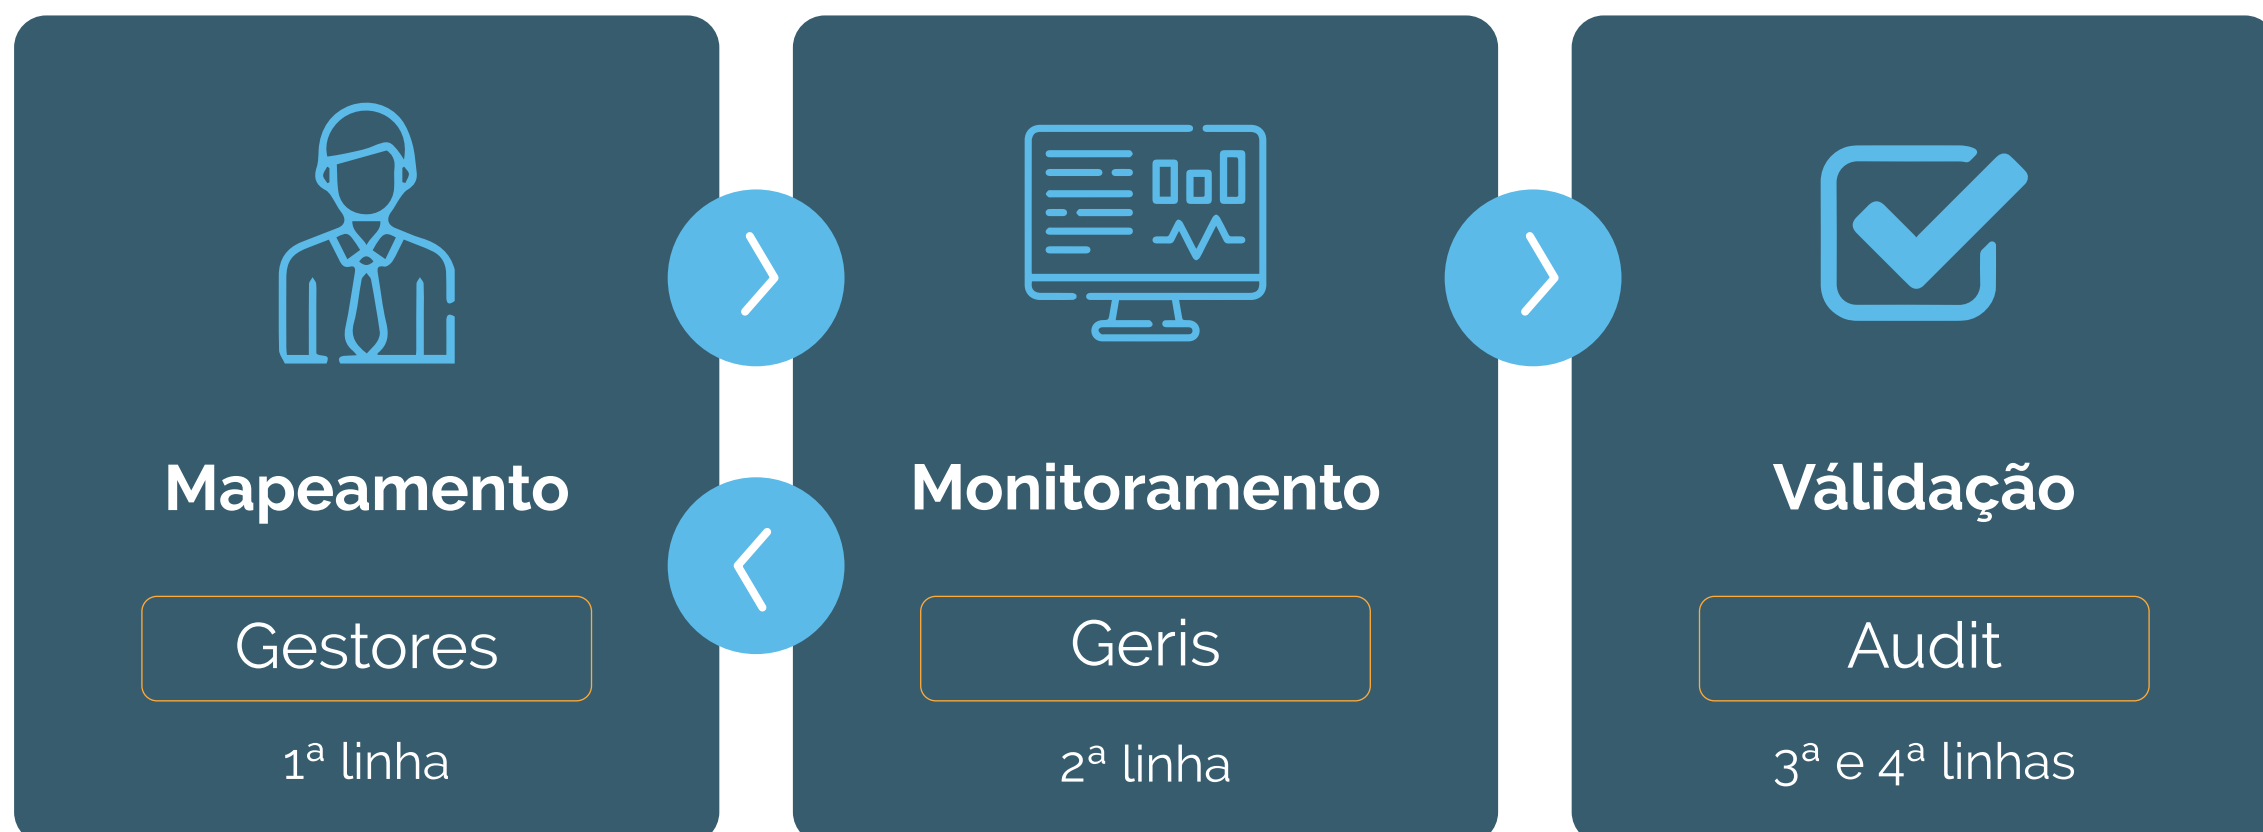 Mapeamento
Gestores
1ª linha
Monitoramento
Geris
2ª linha
Válidação
Audit
3ª e 4ª linhas